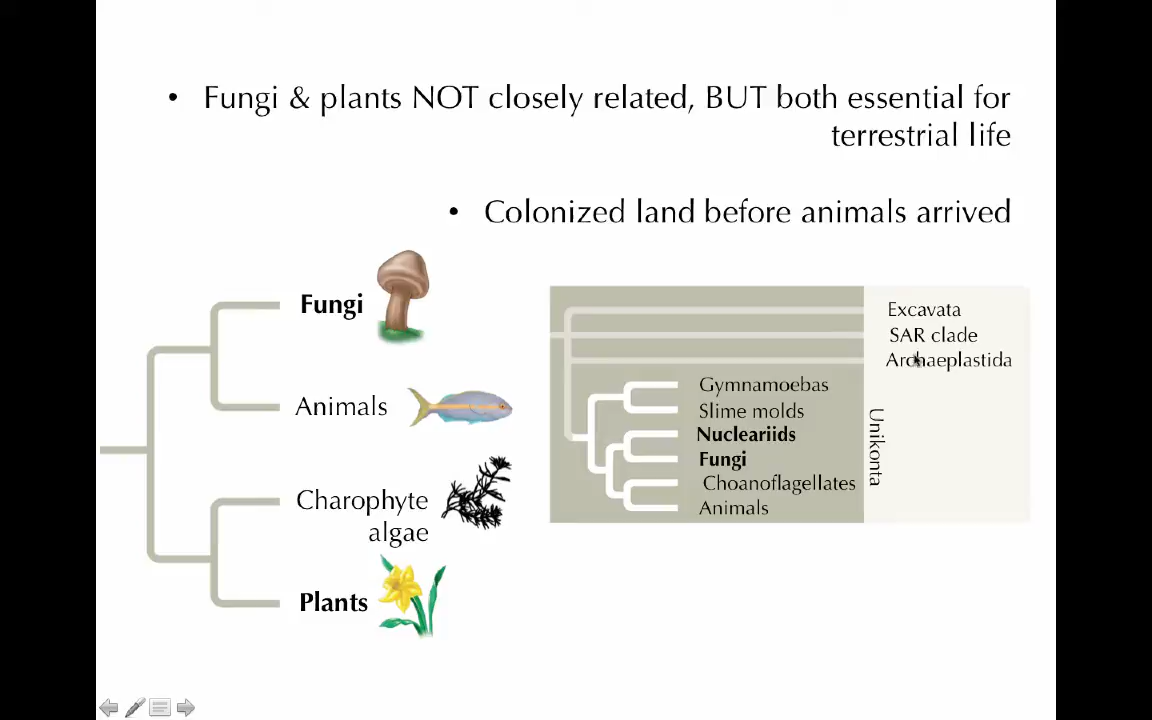 • Fungi & plants NOT closely related, BUT both essential for
terrestrial life
• Colonized land before animals arrived
Fungi
Animals
Charophyte
algae
Plants
Excavata
SAR clade
Archaeplastida
Gymnamoebas
Slime molds
Nucleariids
Fungi
Choanoflagellates
Animals
Unikonta